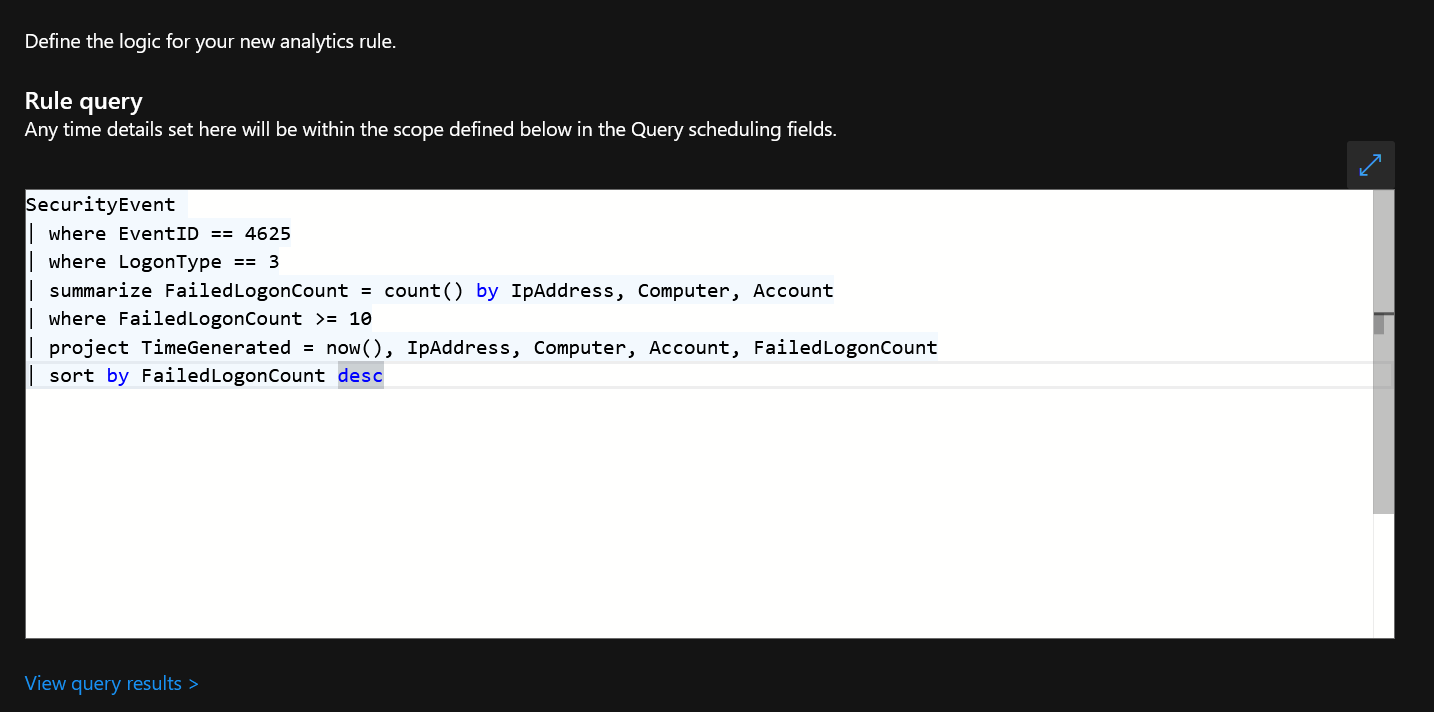 Define the logic for your new analytics rule.
Rule query
Any time details set here will be within the scope defined below in the Query scheduling fields.
SecurityEvent
| where EventID == 4625
| where LogonType == 3
| summarize FailedLogonCount = count() by IpAddress, Computer, Account
| where FailedLogonCount >= 10
| project TimeGenerated = now(), IpAddress, Computer, Account, FailedLogonCount
| sort by FailedLogonCount desc
View query results >